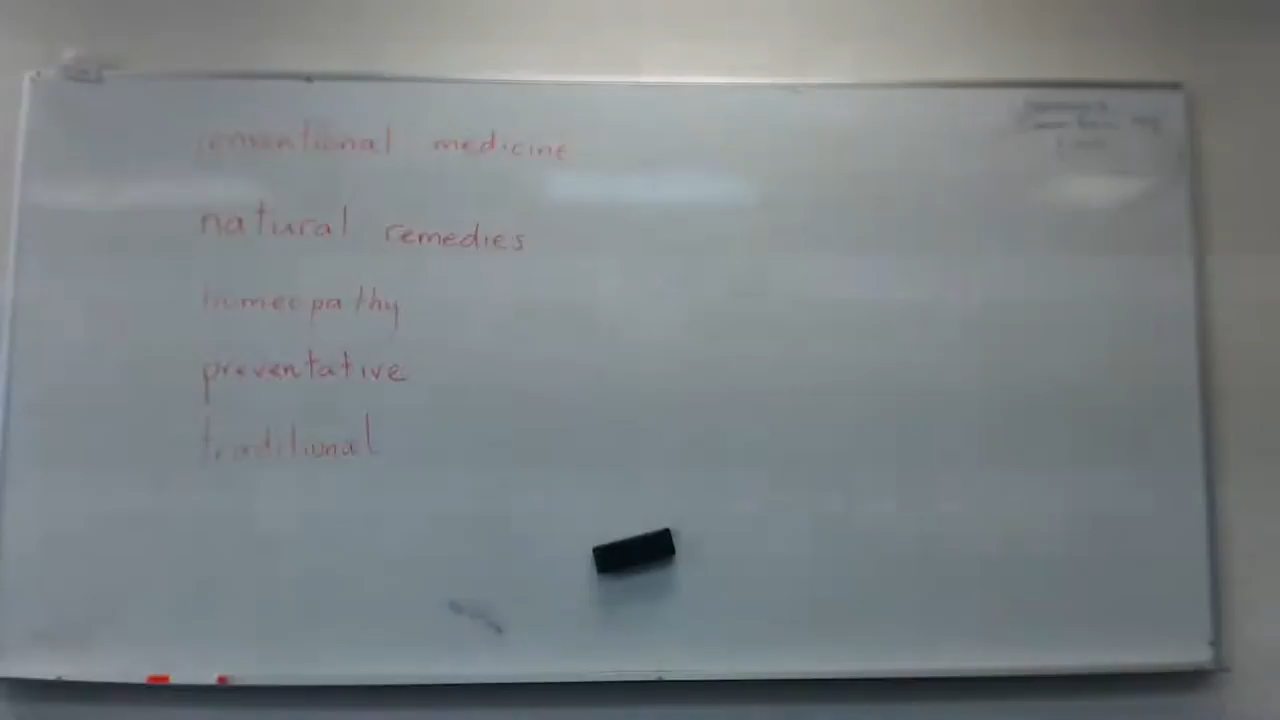 conventional medicine
natural remedies
homeopathy
preventative
traditional